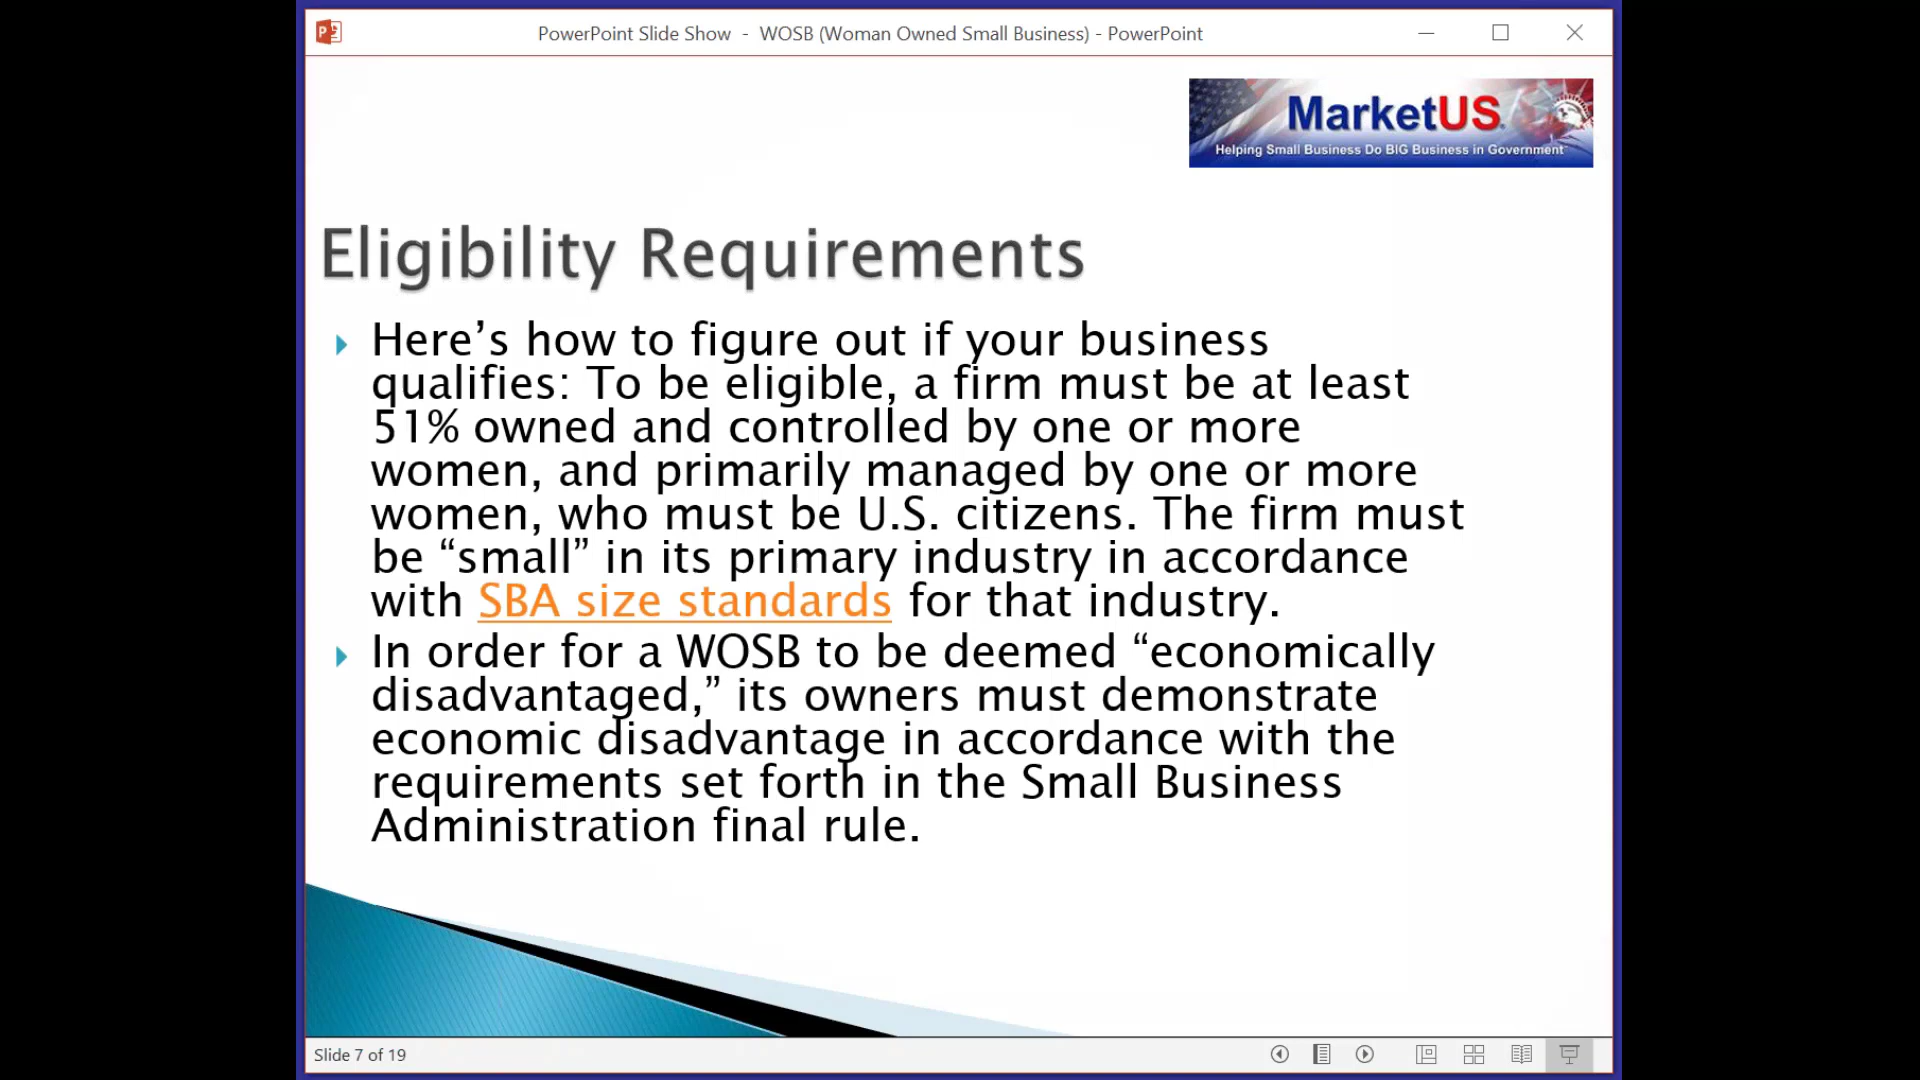 PowerPoint Slide Show - WOSB (Woman Owned Small Business) - PowerPoint
MarketUS
Helping Small Business Do BIG Business in Government
Eligibility Requirements
Here’s how to figure out if your business
qualifies: To be eligible, a firm must be at least
51% owned and controlled by one or more
women, and primarily managed by one or more
women, who must be U.S. citizens. The firm must
be “small” in its primary industry in accordance
with SBA size standards for that industry.
In order for a WOSB to be deemed “economically
disadvantaged,” its owners must demonstrate
economic disadvantage in accordance with the
requirements set forth in the Small Business
Administration final rule.
Slide 7 of 19